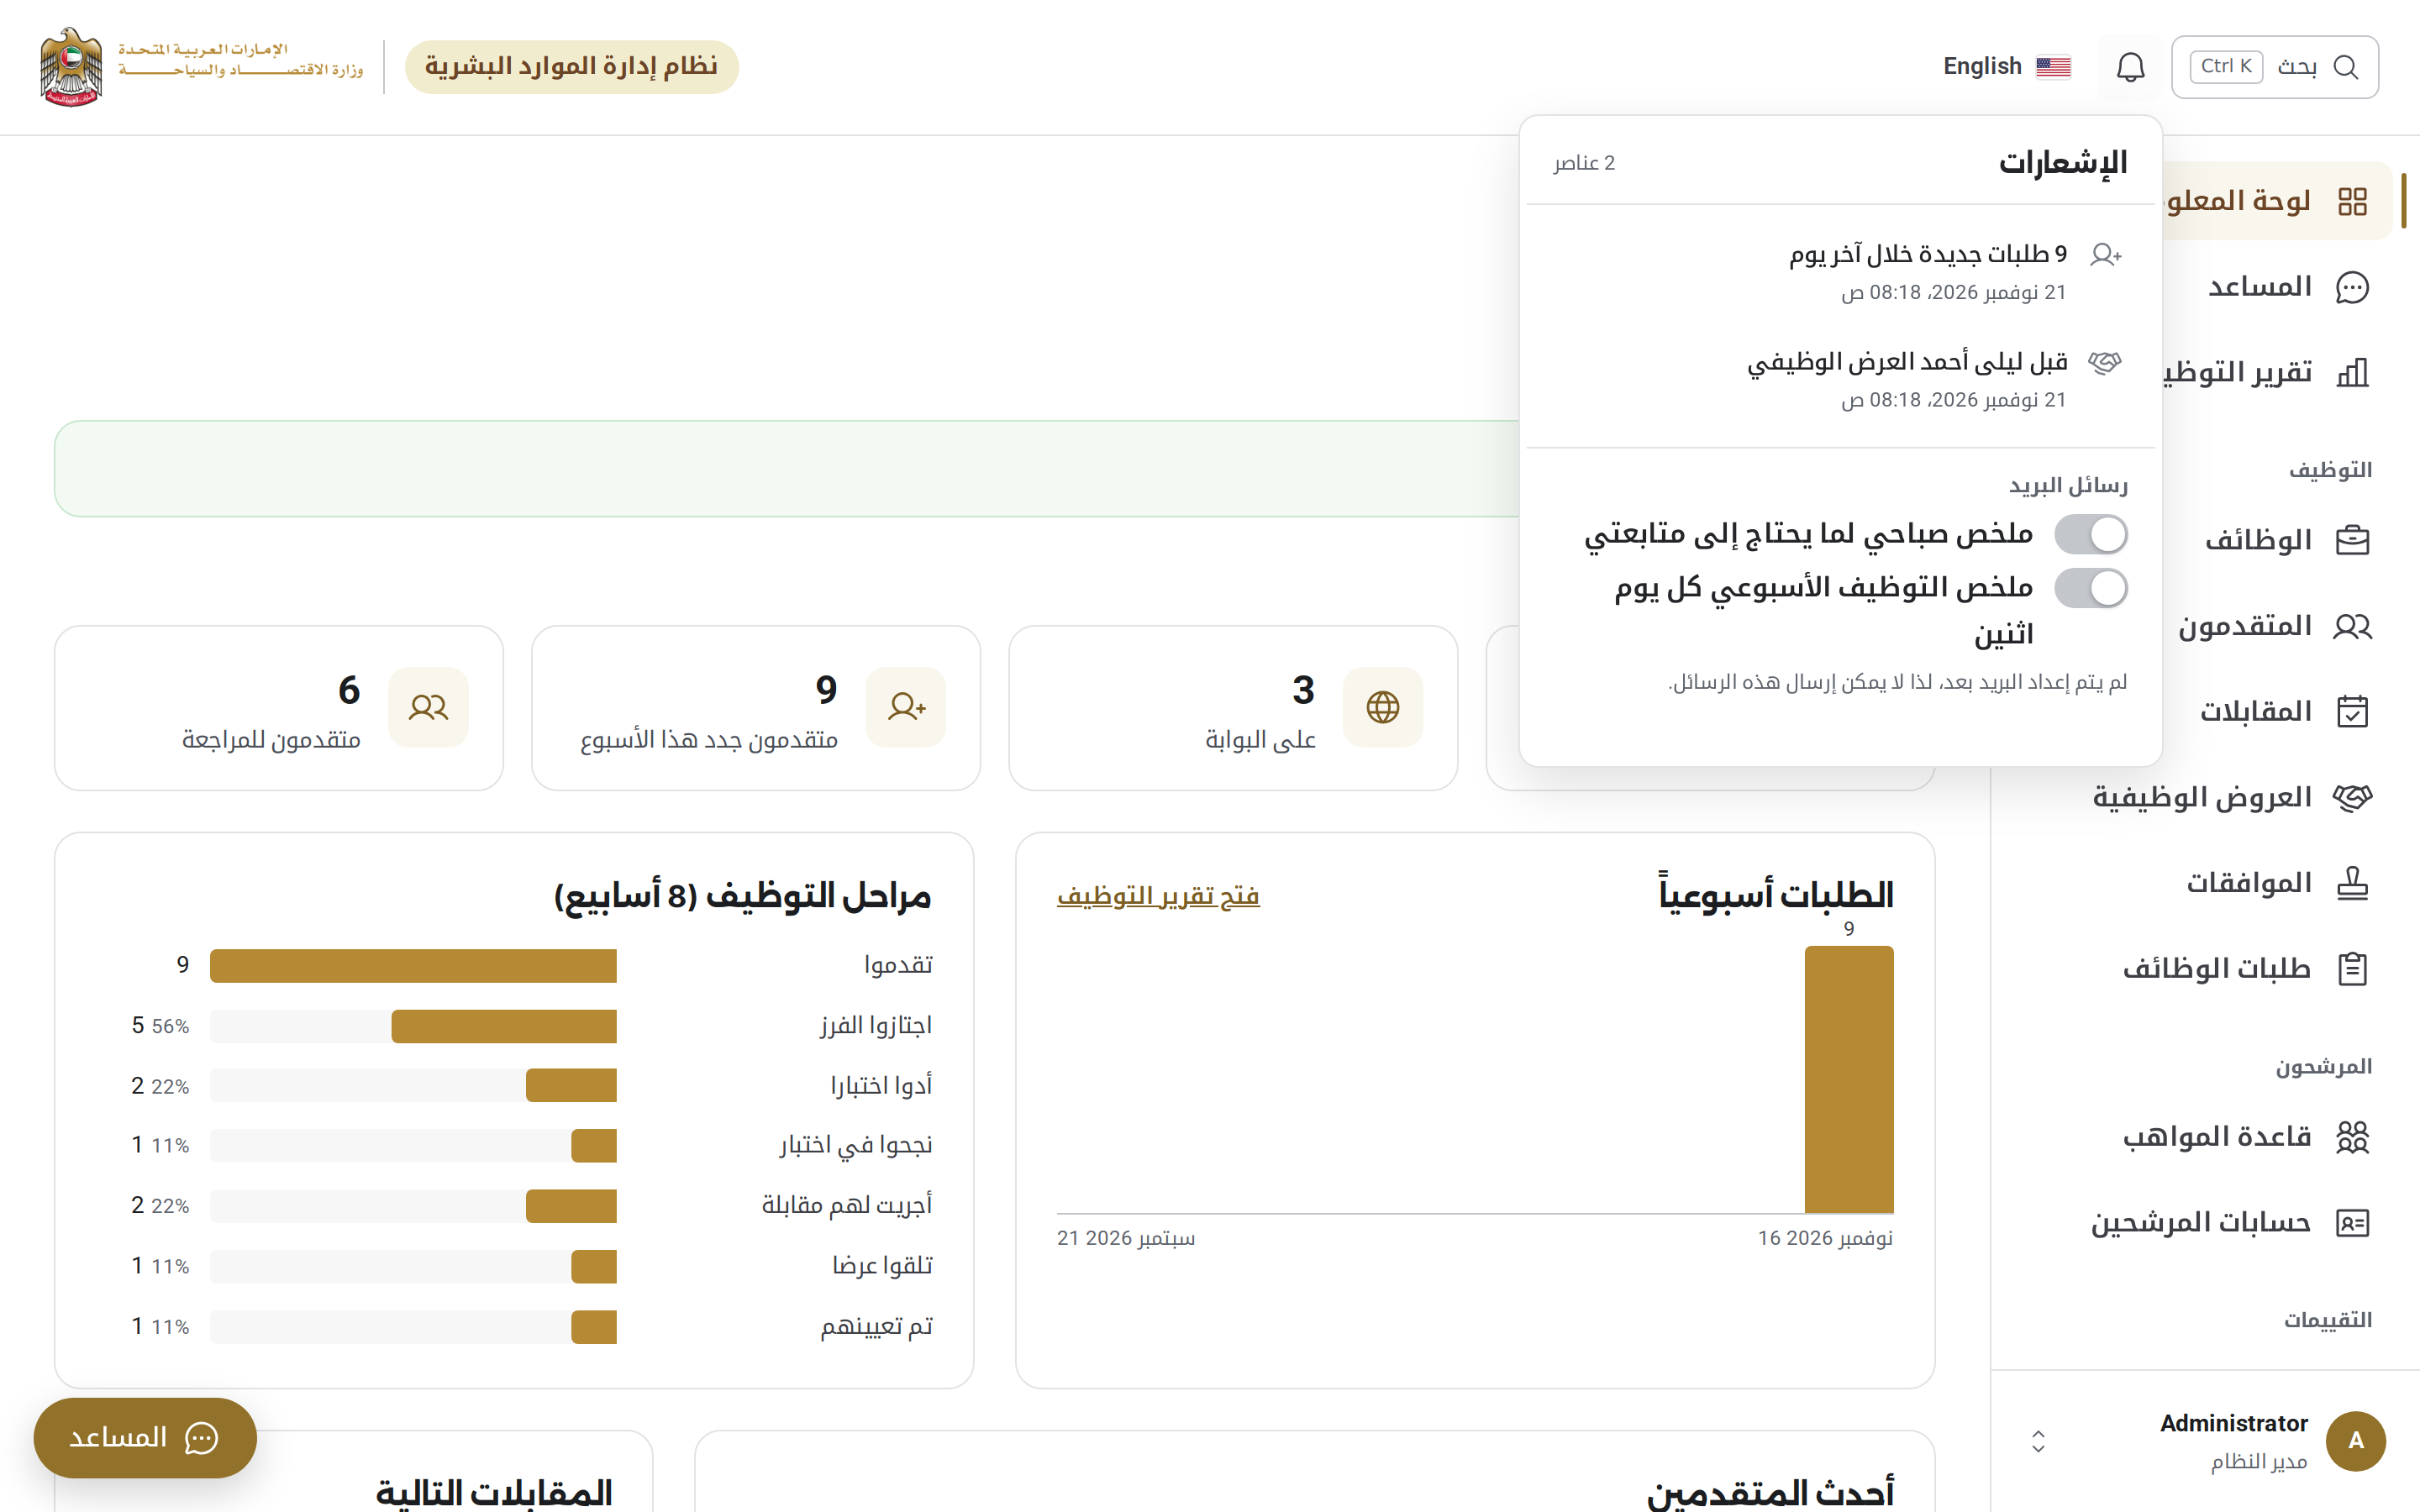 الإمارات العربية المتحدة
وزارة الاقتصاد والسياحة
نظام إدارة الموارد البشرية
English
Ctrl K
بحث
لوحة المعلو
المساعد
تقرير التوظي
التوظيف
الوظائف
المتقدمون
المقابلات
العروض الوظيفية
الموافقات
طلبات الوظائف
المرشحون
قاعدة المواهب
حسابات المرشحين
التقييمات
A
Administrator
مدير النظام
الإشعارات
2 عناصر
9 طلبات جديدة خلال آخر يوم
21 نوفمبر 2026، 08:18 ص
قبل ليلى أحمد العرض الوظيفي
21 نوفمبر 2026، 08:18 ص
رسائل البريد
ملخص صباحي لما يحتاج إلى متابعتي
ملخص التوظيف الأسبوعي كل يوم
اثنين
لم يتم إعداد البريد بعد، لذا لا يمكن إرسال هذه الرسائل.
3
على البوابة
9
متقدمون جدد هذا الأسبوع
6
متقدمون للمراجعة
الطلبات أسبوعياً
فتح تقرير التوظيف
9
نوفمبر 2026 16
سبتمبر 2026 21
مراحل التوظيف (8 أسابيع)
تقدموا
9
اجتازوا الفرز
5 56%
أدوا اختبارا
2 22%
نجحوا في اختبار
1 11%
أجريت لهم مقابلة
2 22%
تلقوا عرضا
1 11%
تم تعيينهم
1 11%
أحدث المتقدمين
المقابلات التالية
المساعد